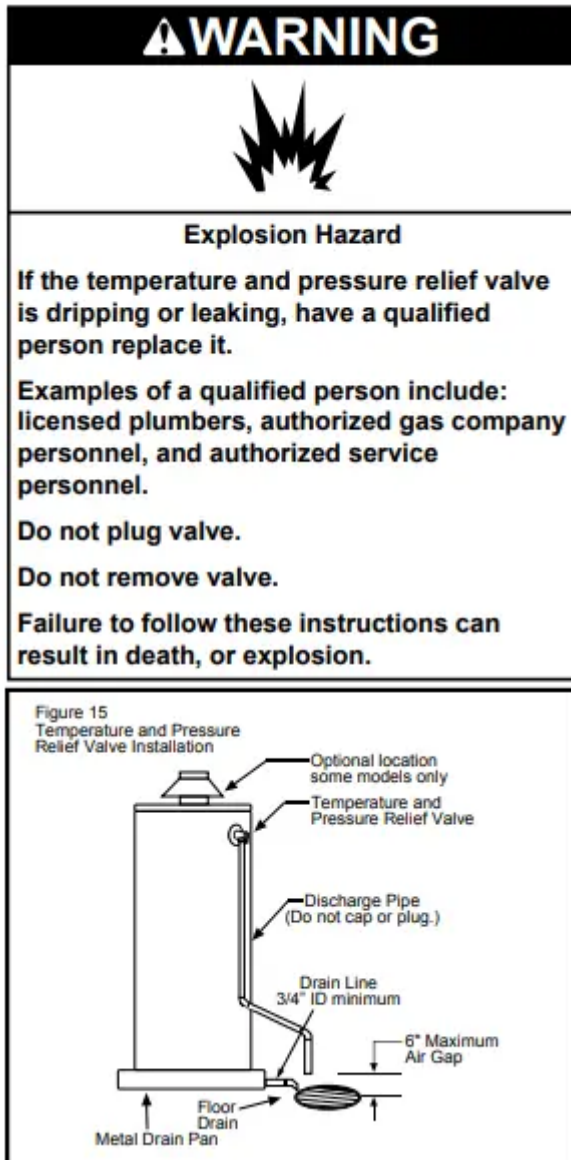 WARNING
Explosion Hazard
If the temperature and pressure relief valve
is dripping or leaking, have a qualified
person replace it.
Examples of a qualified person include:
licensed plumbers, authorized gas company
personnel, and authorized service
personnel.
Do not plug valve.
Do not remove valve.
Failure to follow these instructions can
result in death, or explosion.
Figure 15
Temperature and Pressure
Relief Valve Installation
Optional location
some models only
Temperature and
Pressure Relief Valve
Discharge Pipe
(Do not cap or plug.)
Drain Line
3/4" ID minimum
6" Maximum
Air Gap
Floor
Drain
Metal Drain Pan